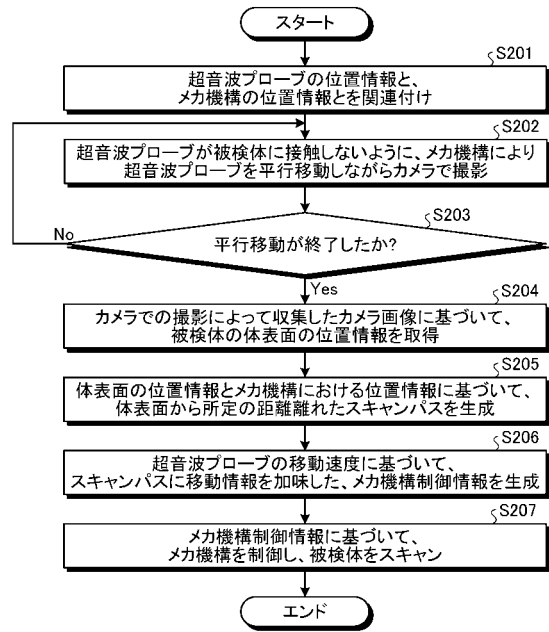 スタート
S201
超音波プローブの位置情報と、
メカ機構の位置情報とを関連付け
S202
超音波プローブが被検体に接触しないように、メカ機構により
超音波プローブを平行移動しながらカメラで撮影
S203
平行移動が終了したか?
No
Yes
S204
カメラでの撮影によって収集したカメラ画像に基づいて、
被検体の体表面の位置情報を取得
S205
体表面の位置情報とメカ機構における位置情報に基づいて、
体表面から所定の距離離れたスキャンパスを生成
S206
超音波プローブの移動速度に基づいて、
スキャンパスに移動情報を加味した、メカ機構制御情報を生成
S207
メカ機構制御情報に基づいて、
メカ機構を制御し、被検体をスキャン
エンド